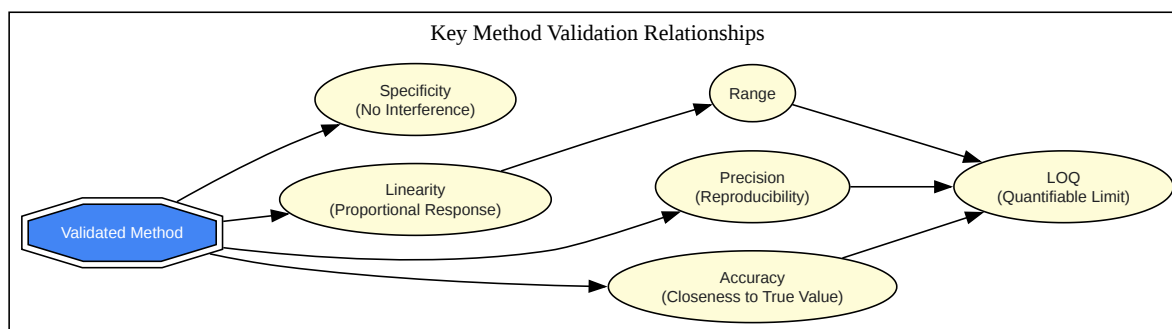 Key Method Validation Relationships
Specificity
(No Interference)
Range
Linearity
(Proportional Response)
Precision
(Reproducibility)
LOQ
(Quantifiable Limit)
Validated Method
Accuracy
(Closeness to True Value)